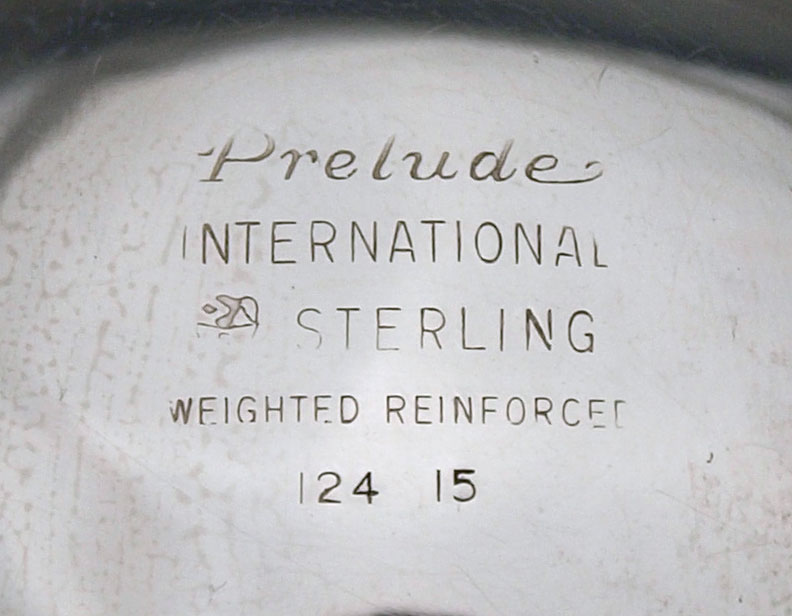 Prelude
INTERNATIONAL
STERLING
WEIGHTED REINFORCED
124 15